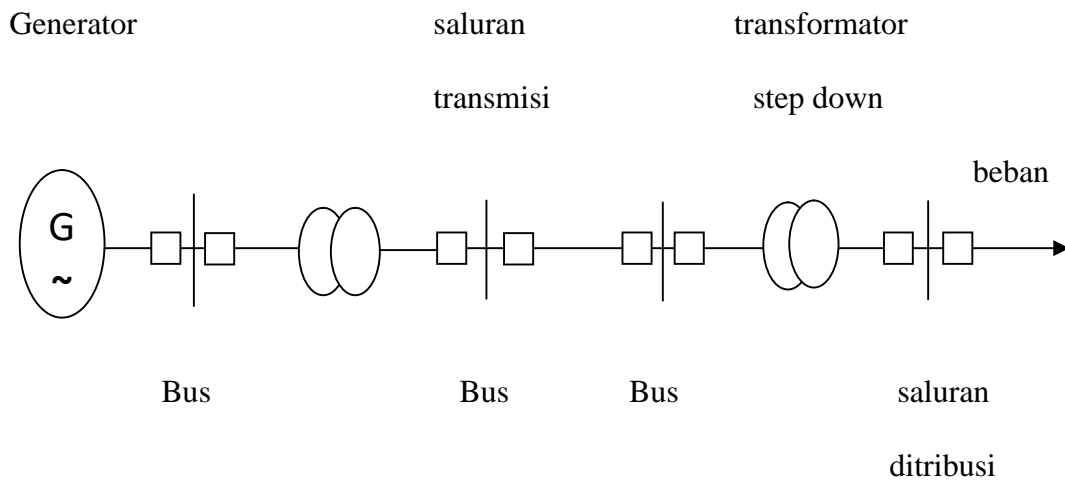 Generator saluran transformator
transmisi step down
beban
G
~
Bus Bus Bus saluran
ditribusi